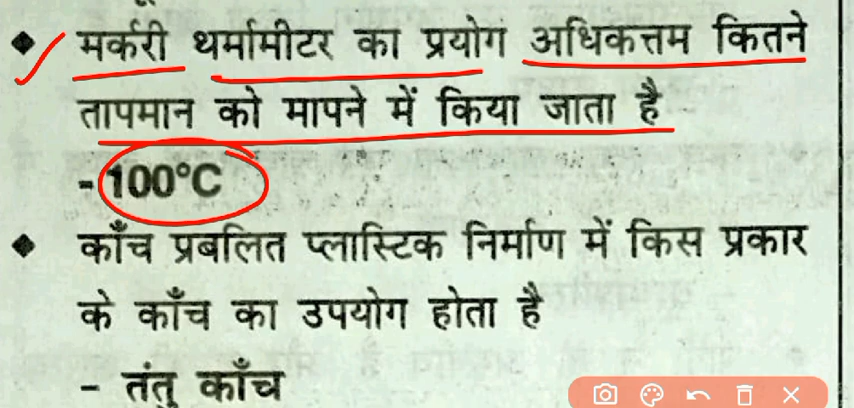 ◆ मर्करी थर्मामीटर का प्रयोग अधिकत्तम कितने
तापमान को मापने में किया जाता है
- 100°C
◆ काँच प्रबलित प्लास्टिक निर्माण में किस प्रकार
के काँच का उपयोग होता है
- तंतु काँच